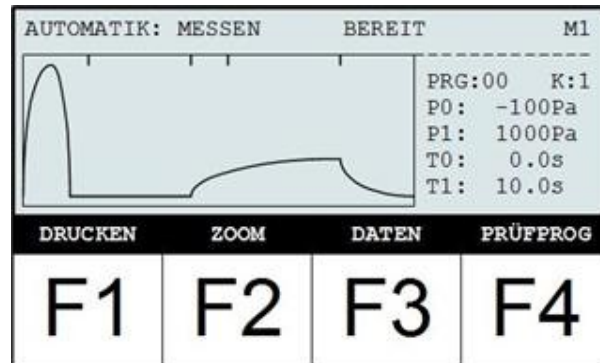 AUTOMATIK: MESSEN BEREIT M1
PRG:00 K:1
P0: -100Pa
P1: 1000Pa
T0: 0.0s
T1: 10.0s
DRUCKEN ZOOM DATEN PRÜFPROG
F1 F2 F3 F4